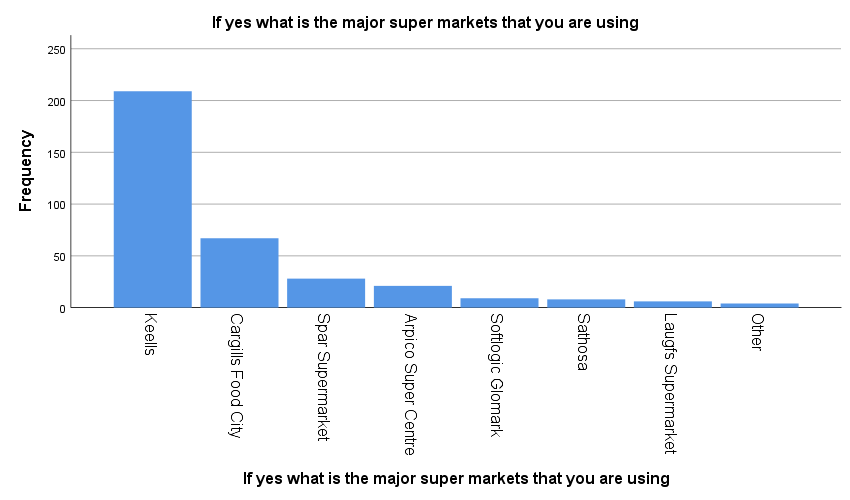 If yes what is the major super markets that you are using
Frequency
250
200
150
100
50
0
Keells
Cargills Food City
Spar Supermarket
Arpico Super Centre
Softlogic Glomark
Sathosa
Laugfs Supermarket
Other
If yes what is the major super markets that you are using